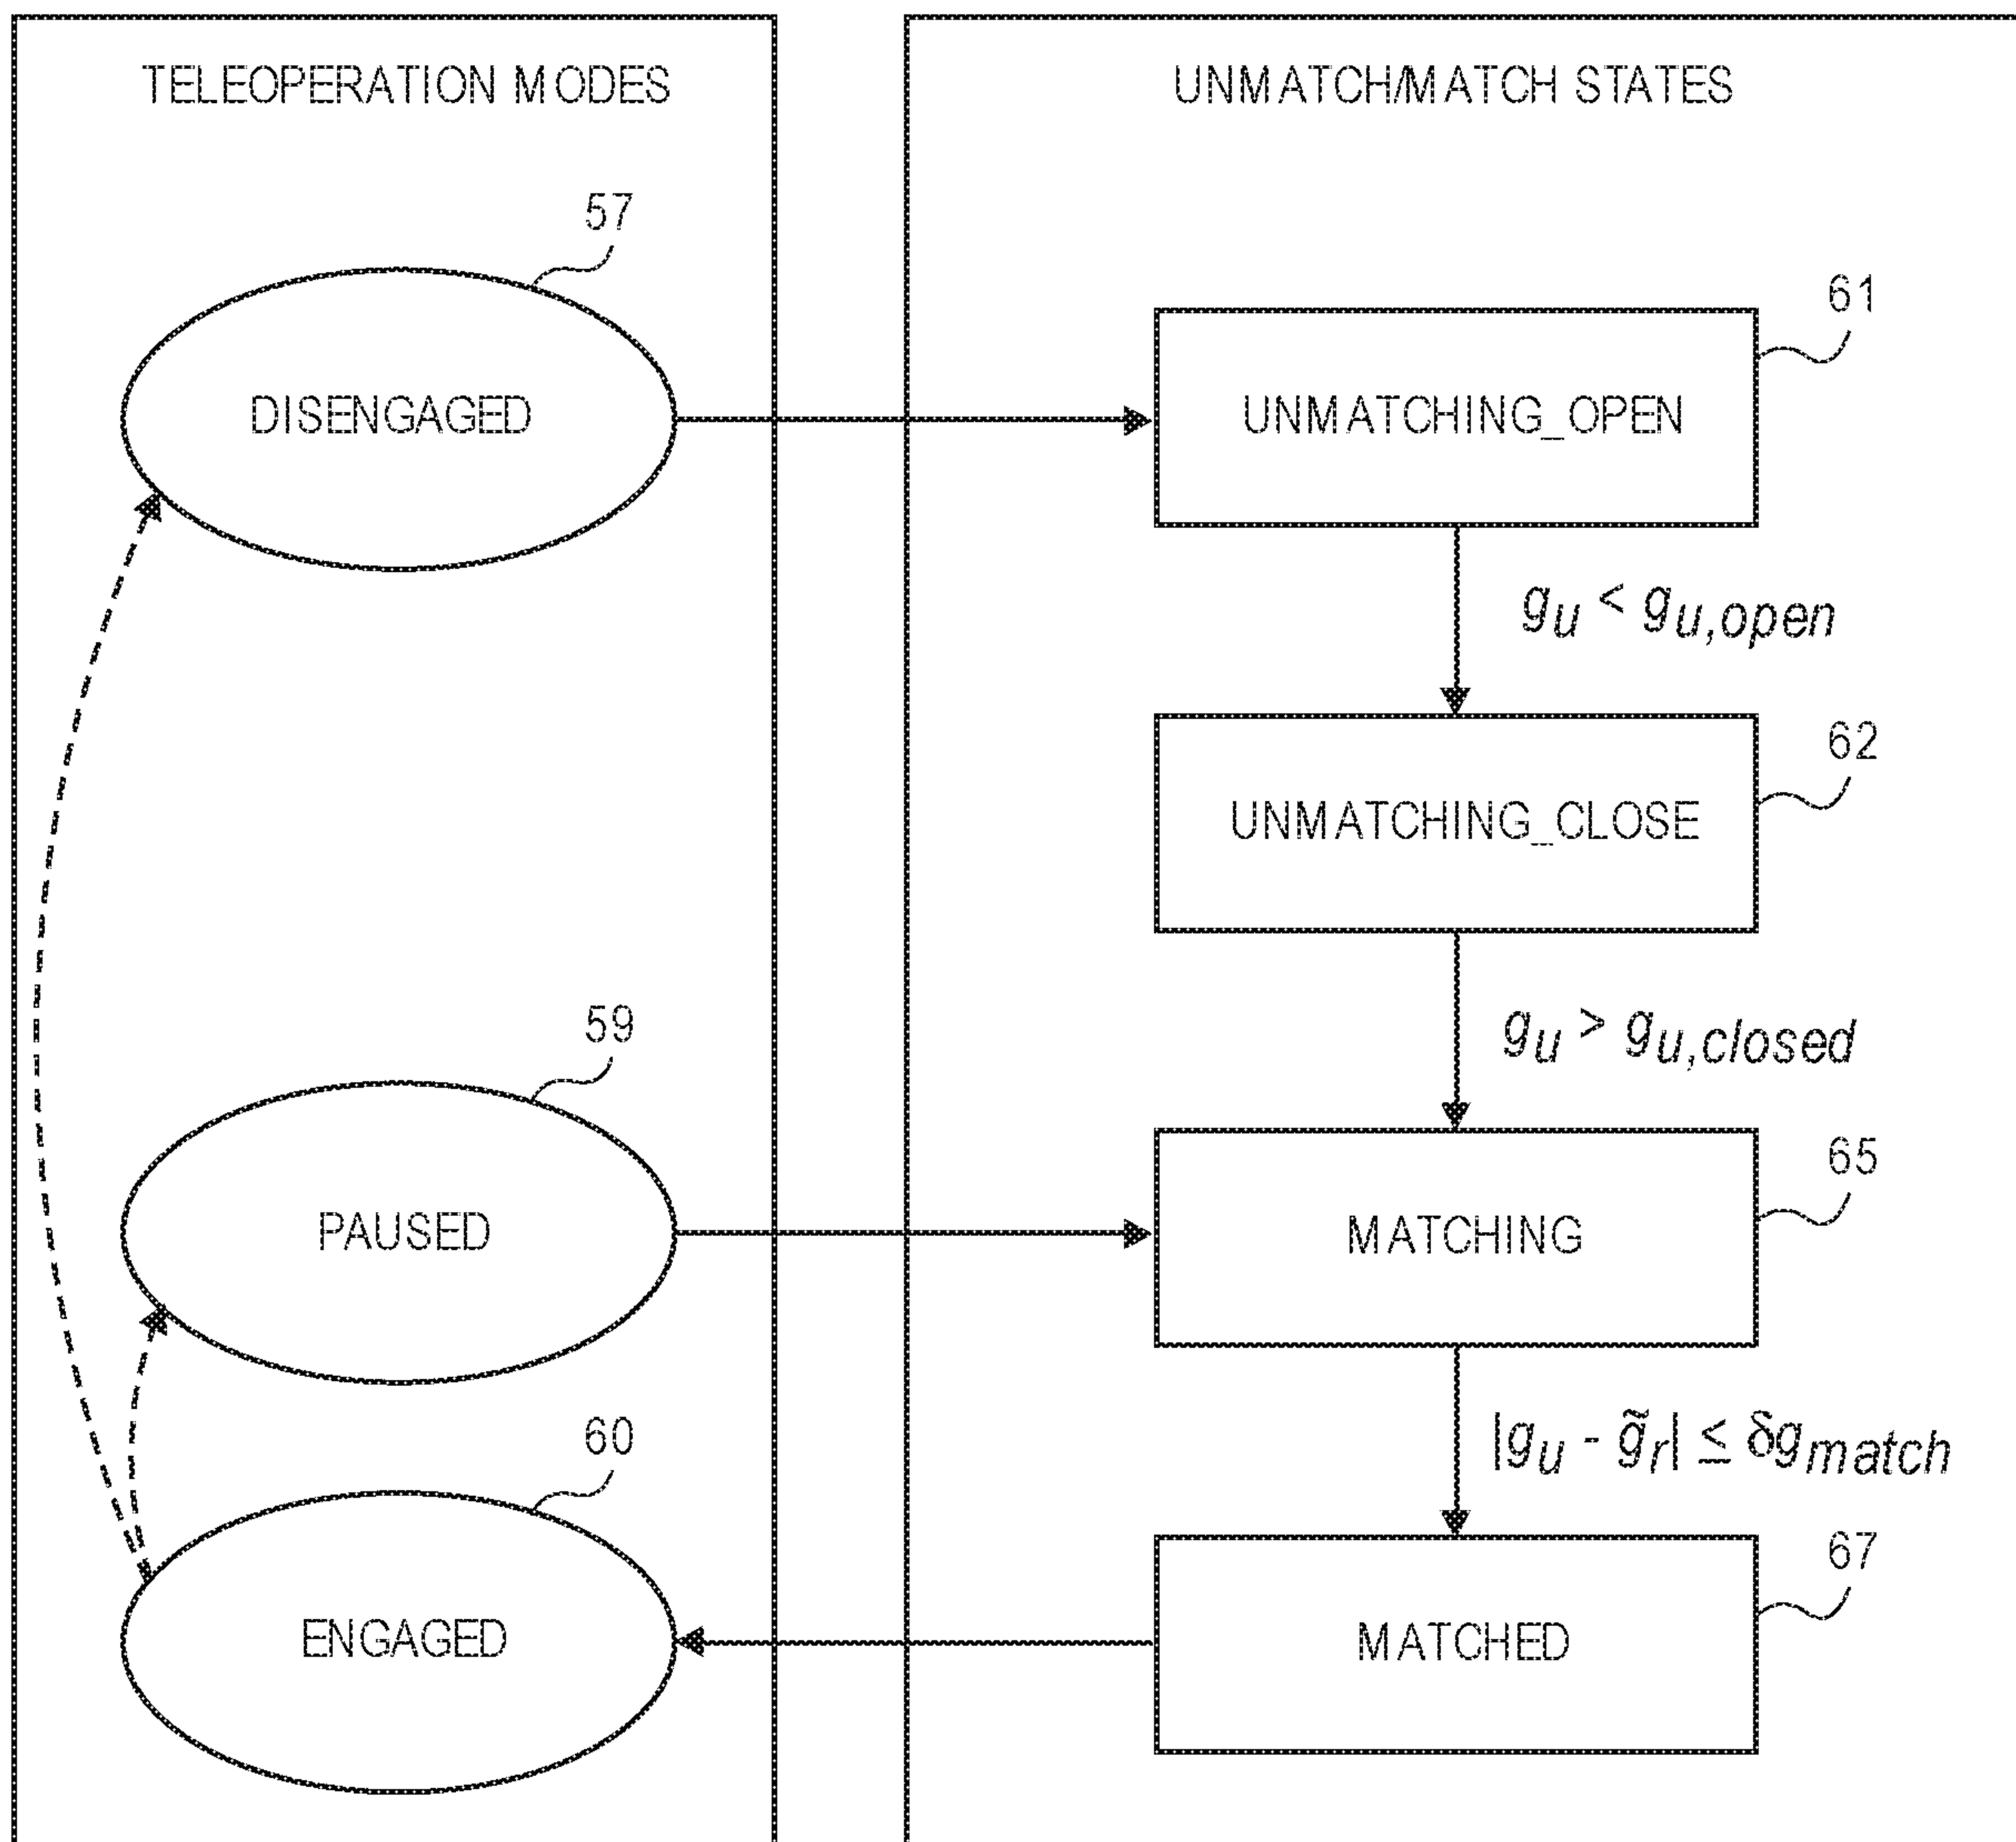 TELEOPERATION MODES
UNMATCH/MATCH STATES
57
61
DISENGAGED
UNMATCHING_OPEN
g_u < g_u,open
62
UNMATCHING_CLOSE
59
g_u > g_u,closed
65
PAUSED
MATCHING
60
|g_u - g̃_r| ≤ δg_match
67
ENGAGED
MATCHED